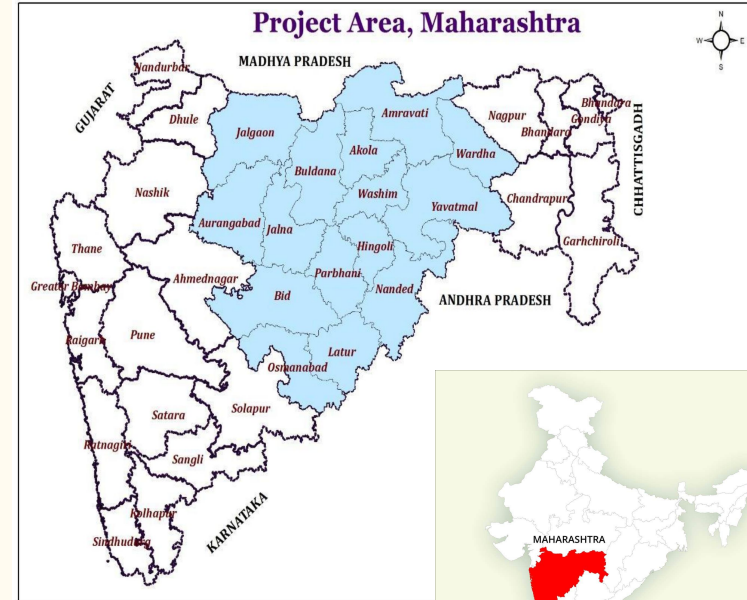 Project Area, Maharashtra
N
W
E
S
MADHYA PRADESH
GUJARAT
CHHATTISGADH
Nandurbar
Dhule
Jalgaon
Amravati
Nagpur
Bhandara
Gondiya
Bhandara
Akola
Wardha
Buldana
Washim
Nashik
Yavatmal
Chandrapur
Aurangabad
Jalna
Hingoli
Garhchiroli
Thane
Ahmednagar
Parbhani
Greater Bombay
Bid
Nanded
ANDHRA PRADESH
Raigarh
Pune
Latur
Osmanabad
Satara
Solapur
Ratnagiri
Sangli
Kolhapur
KARNATAKA
Sindhudurg
MAHARASHTRA